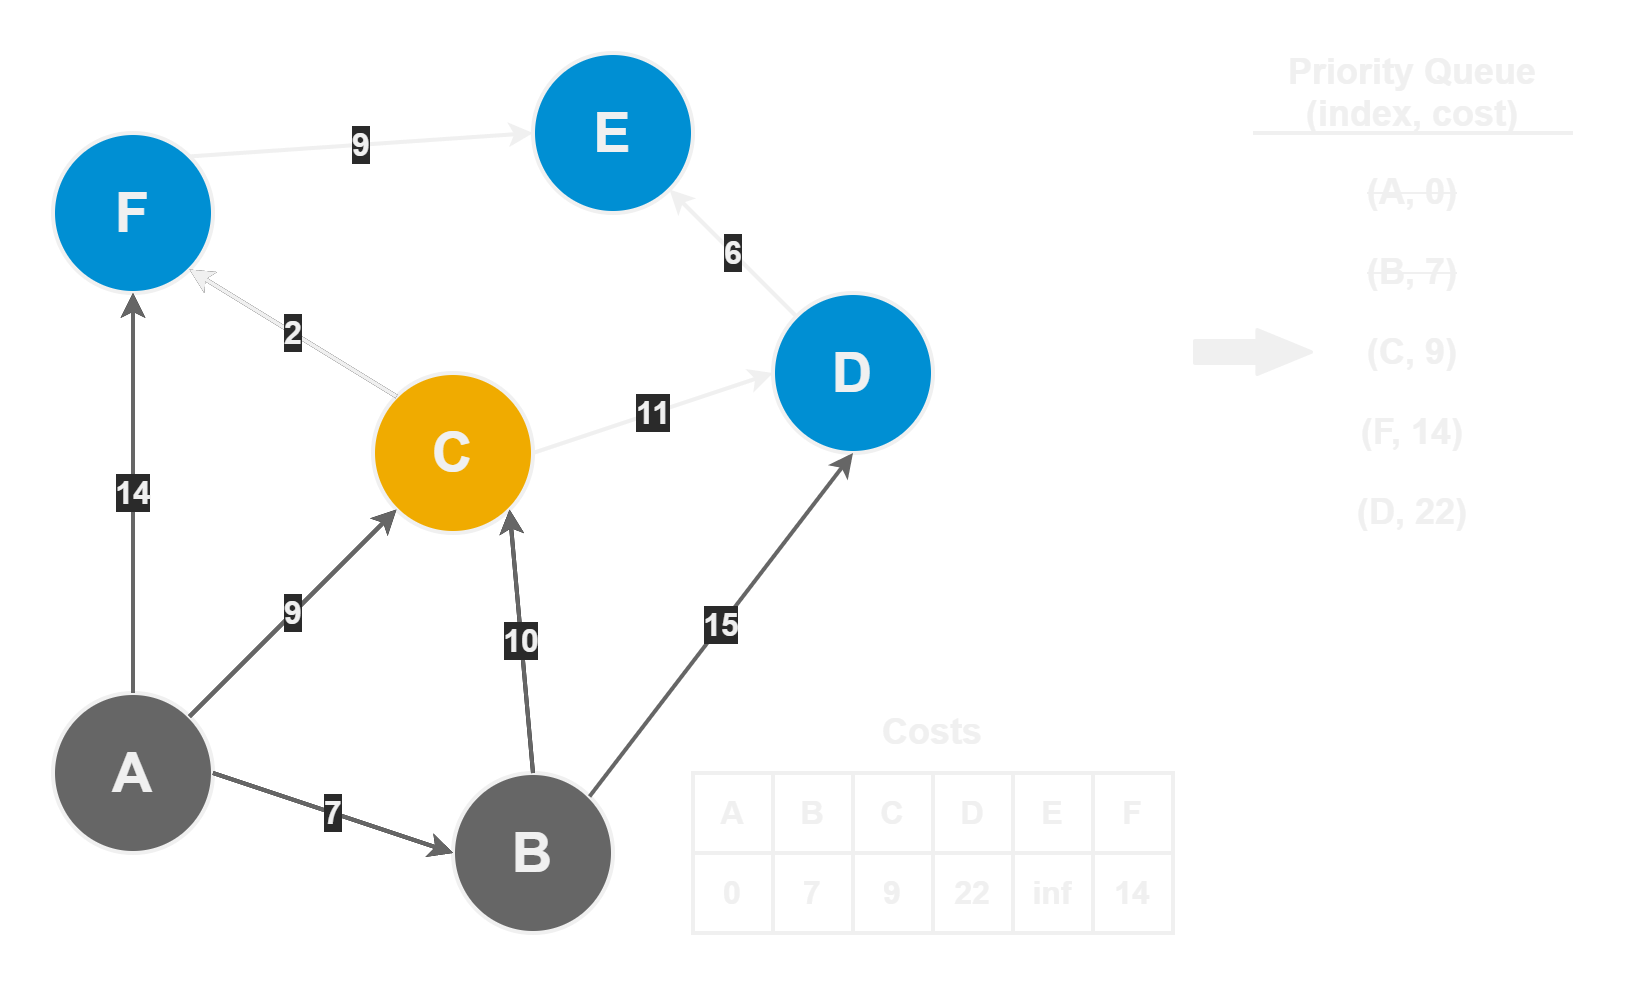 E
9
F
6
2
D
11
C
14
9
10
15
A
7
B
Priority Queue
(index, cost)
(A, 0)
(B, 7)
(C, 9)
(F, 14)
(D, 22)
Costs
A B C D E F
0 7 9 22 inf 14